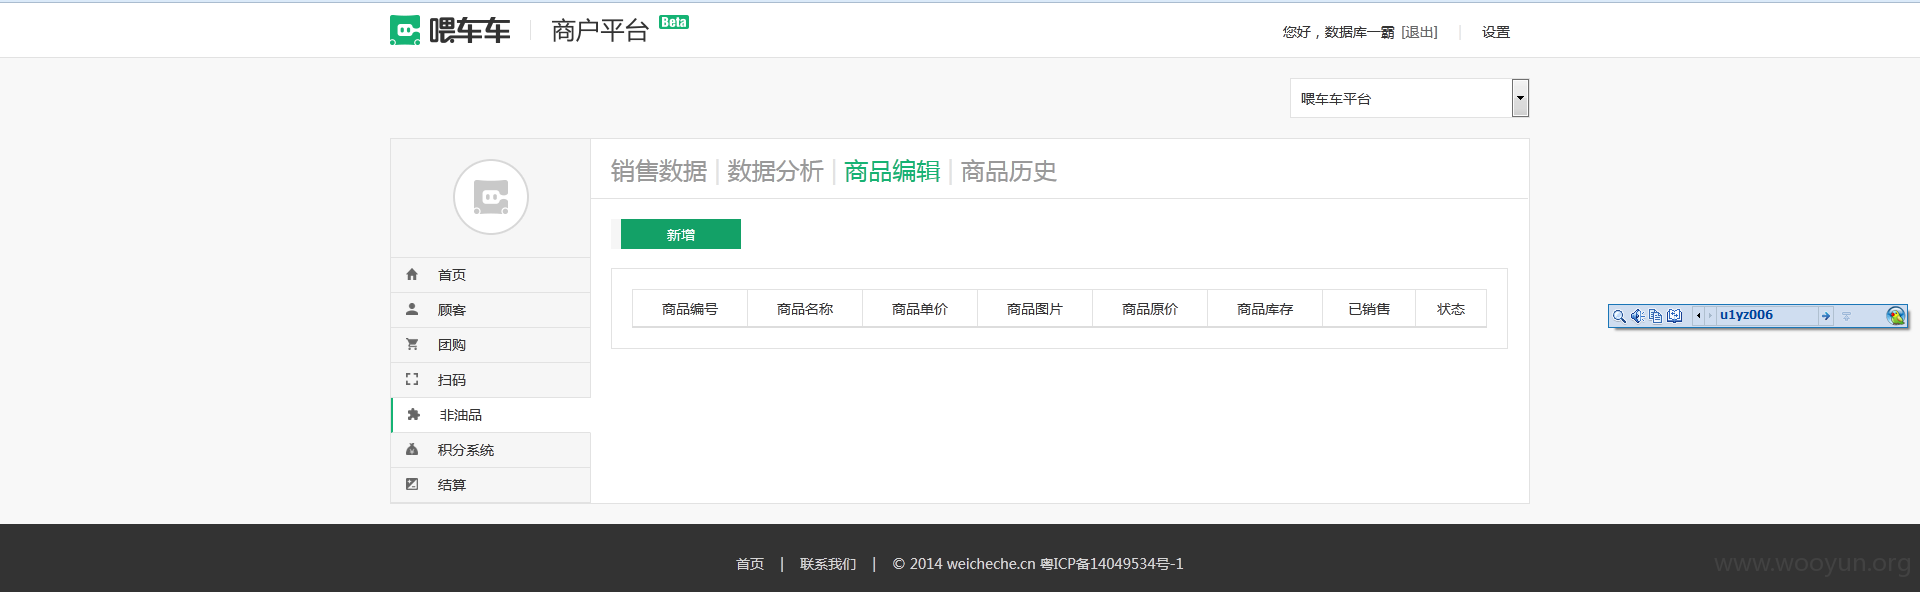 喂车车 商户平台 Beta
您好，数据库一霸 [退出] | 设置
喂车车平台
销售数据 | 数据分析 | 商品编辑 | 商品历史
新增
首页
顾客
团购
扫码
非油品
积分系统
结算
商品编号 商品名称 商品单价 商品图片 商品原价 商品库存 已销售 状态
u1yz006
首页 | 联系我们 | © 2014 weicheche.cn 粤ICP备14049534号-1
www.wooyun.org